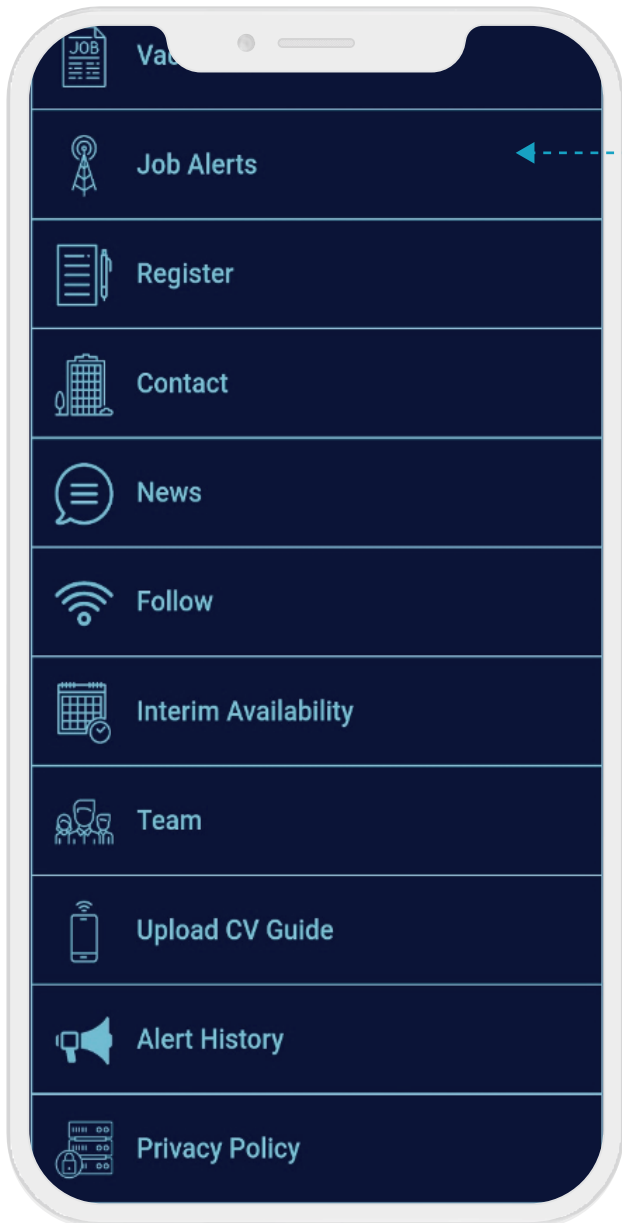 JOB
Job Alerts
Register
Contact
News
Follow
Interim Availability
Team
Upload CV Guide
Alert History
Privacy Policy